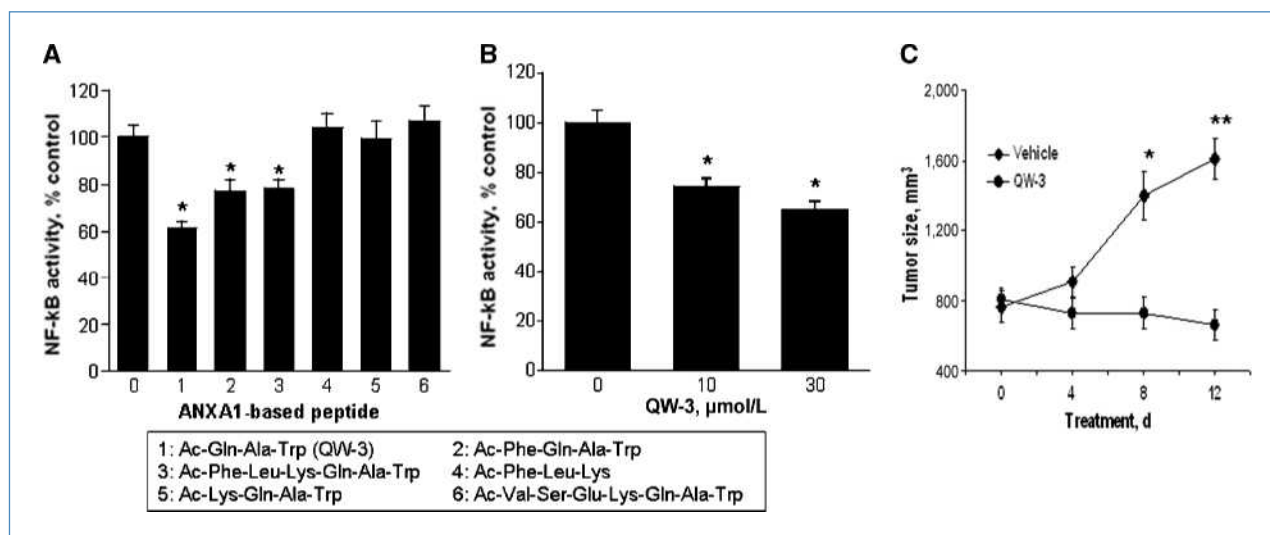 A
NF-kB activity, % control
120
100
80
60
40
20
0
*
*
*
0 1 2 3 4 5 6
ANXA1-based peptide
B
NF-kB activity, % control
120
100
80
60
40
20
0
*
*
0 10 30
QW-3, µmol/L
C
Tumor size, mm³
2,000
1,600
1,200
800
400
Vehicle
QW-3
*
**
0 4 8 12
Treatment, d
1: Ac-Gln-Ala-Trp (QW-3) 2: Ac-Phe-Gln-Ala-Trp
3: Ac-Phe-Leu-Lys-Gln-Ala-Trp 4: Ac-Phe-Leu-Lys
5: Ac-Lys-Gln-Ala-Trp 6: Ac-Val-Ser-Glu-Lys-Gln-Ala-Trp